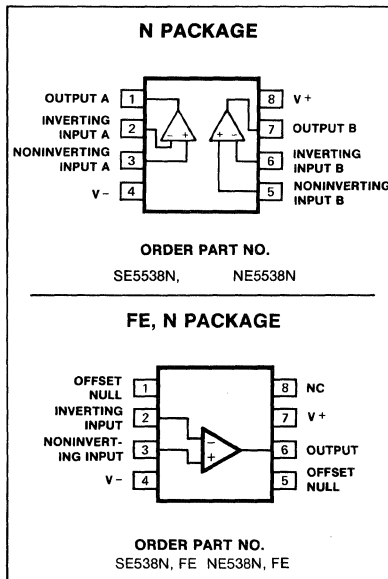 N PACKAGE
OUTPUT A 1
8 V+
INVERTING
INPUT A 2
7 OUTPUT B
NONINVERTING
INPUT A 3
6 INVERTING
INPUT B
V- 4
5 NONINVERTING
INPUT B
- +
+ -
ORDER PART NO.
SE5538N, NE5538N
FE, N PACKAGE
OFFSET
NULL 1
8 NC
INVERTING
INPUT 2
7 V+
NONINVERT-
ING INPUT 3
6 OUTPUT
V- 4
5 OFFSET
NULL
-
+
ORDER PART NO.
SE538N, FE NE538N, FE